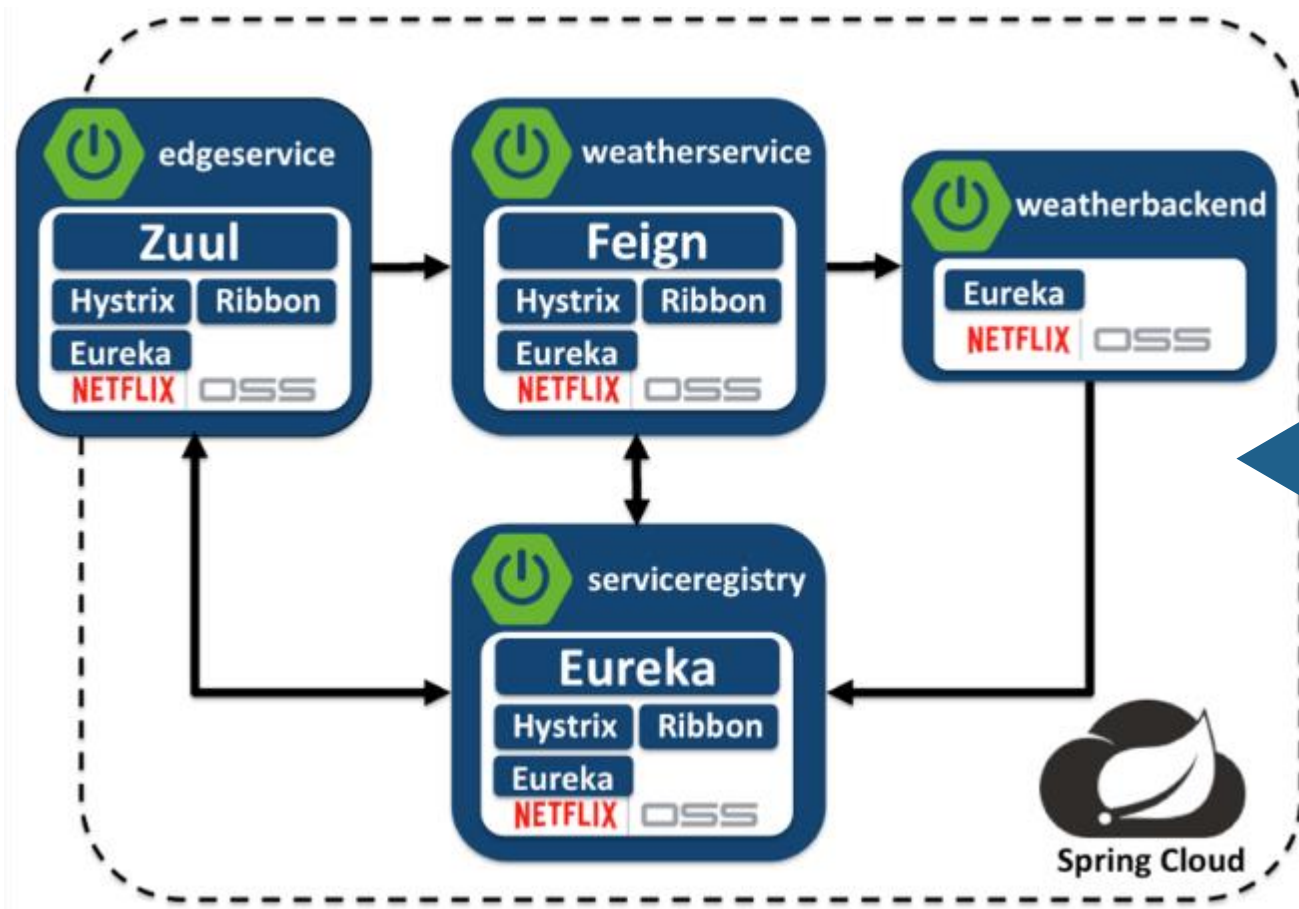 edgeservice
Zuul
Hystrix Ribbon
Eureka
NETFLIX OSS
weatherservice
Feign
Hystrix Ribbon
Eureka
NETFLIX OSS
weatherbackend
Eureka
NETFLIX OSS
serviceregistry
Eureka
Hystrix Ribbon
Eureka
NETFLIX OSS
Spring Cloud